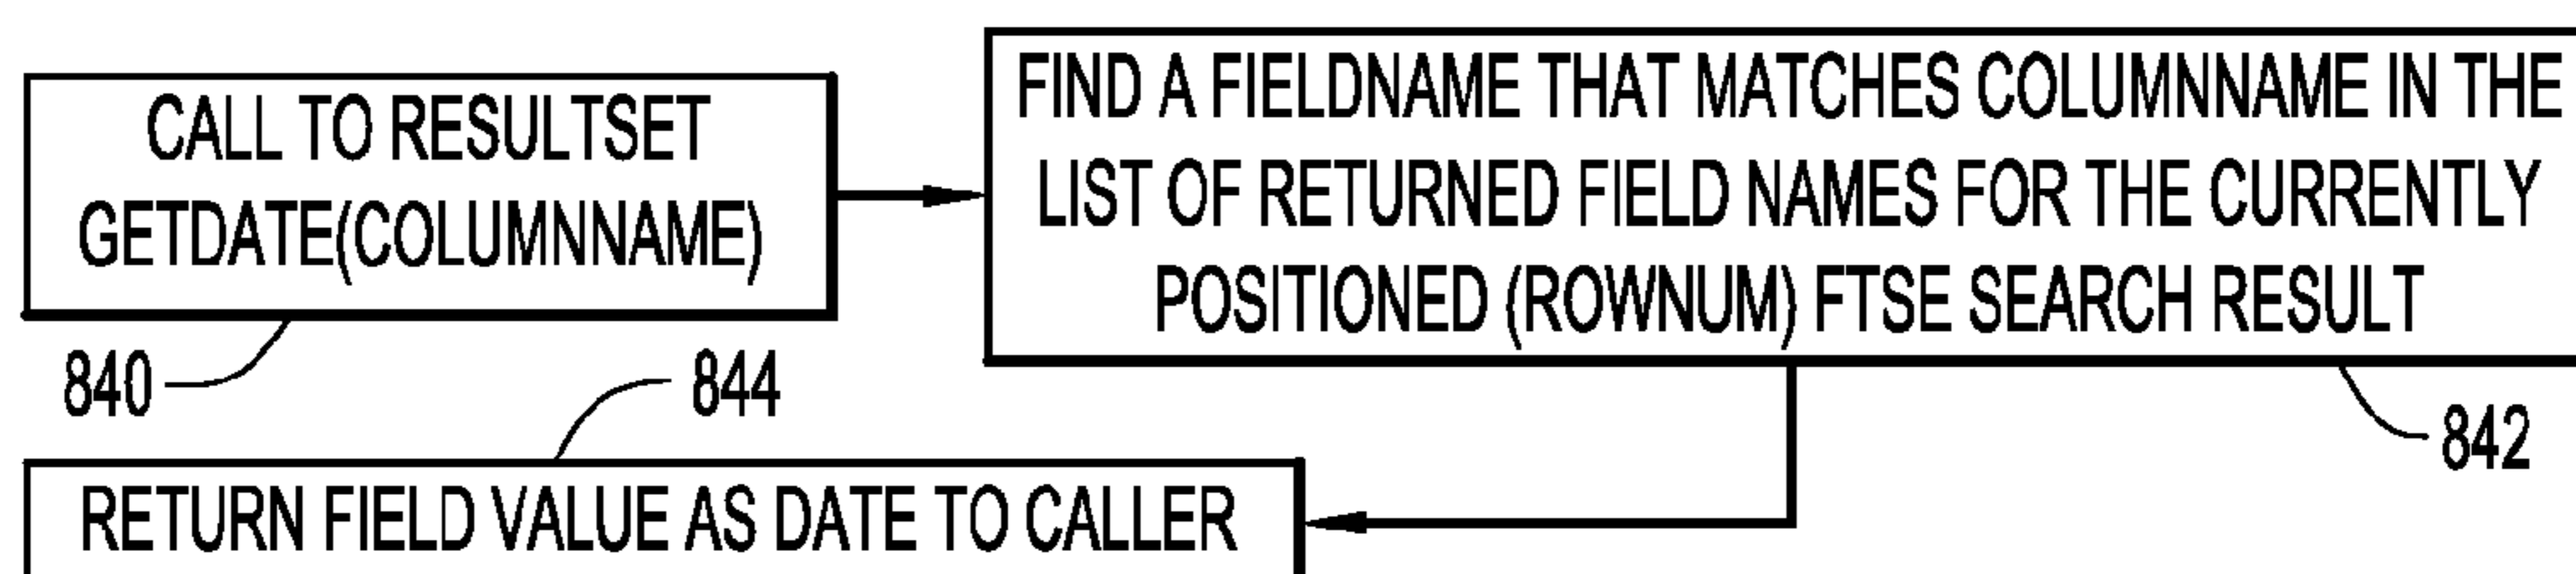 CALL TO RESULTSET
GETDATE(COLUMNNAME)
840
FIND A FIELDNAME THAT MATCHES COLUMNNAME IN THE
LIST OF RETURNED FIELD NAMES FOR THE CURRENTLY
POSITIONED (ROWNUM) FTSE SEARCH RESULT
842
844
RETURN FIELD VALUE AS DATE TO CALLER